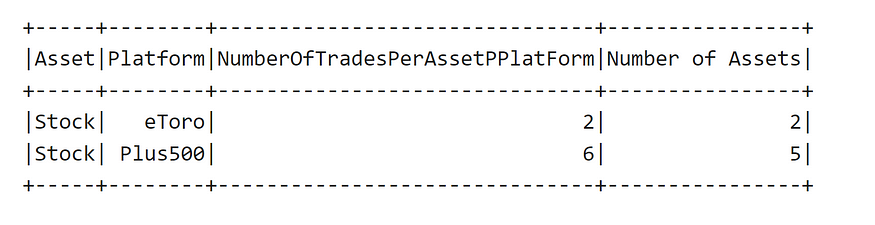 +-----+--------+-------------------------------+----------------+
|Asset|Platform|NumberOfTradesPerAssetPPlatForm|Number of Assets|
+-----+--------+-------------------------------+----------------+
|Stock|   eToro|                              2|               2|
|Stock| Plus500|                              6|               5|
+-----+--------+-------------------------------+----------------+